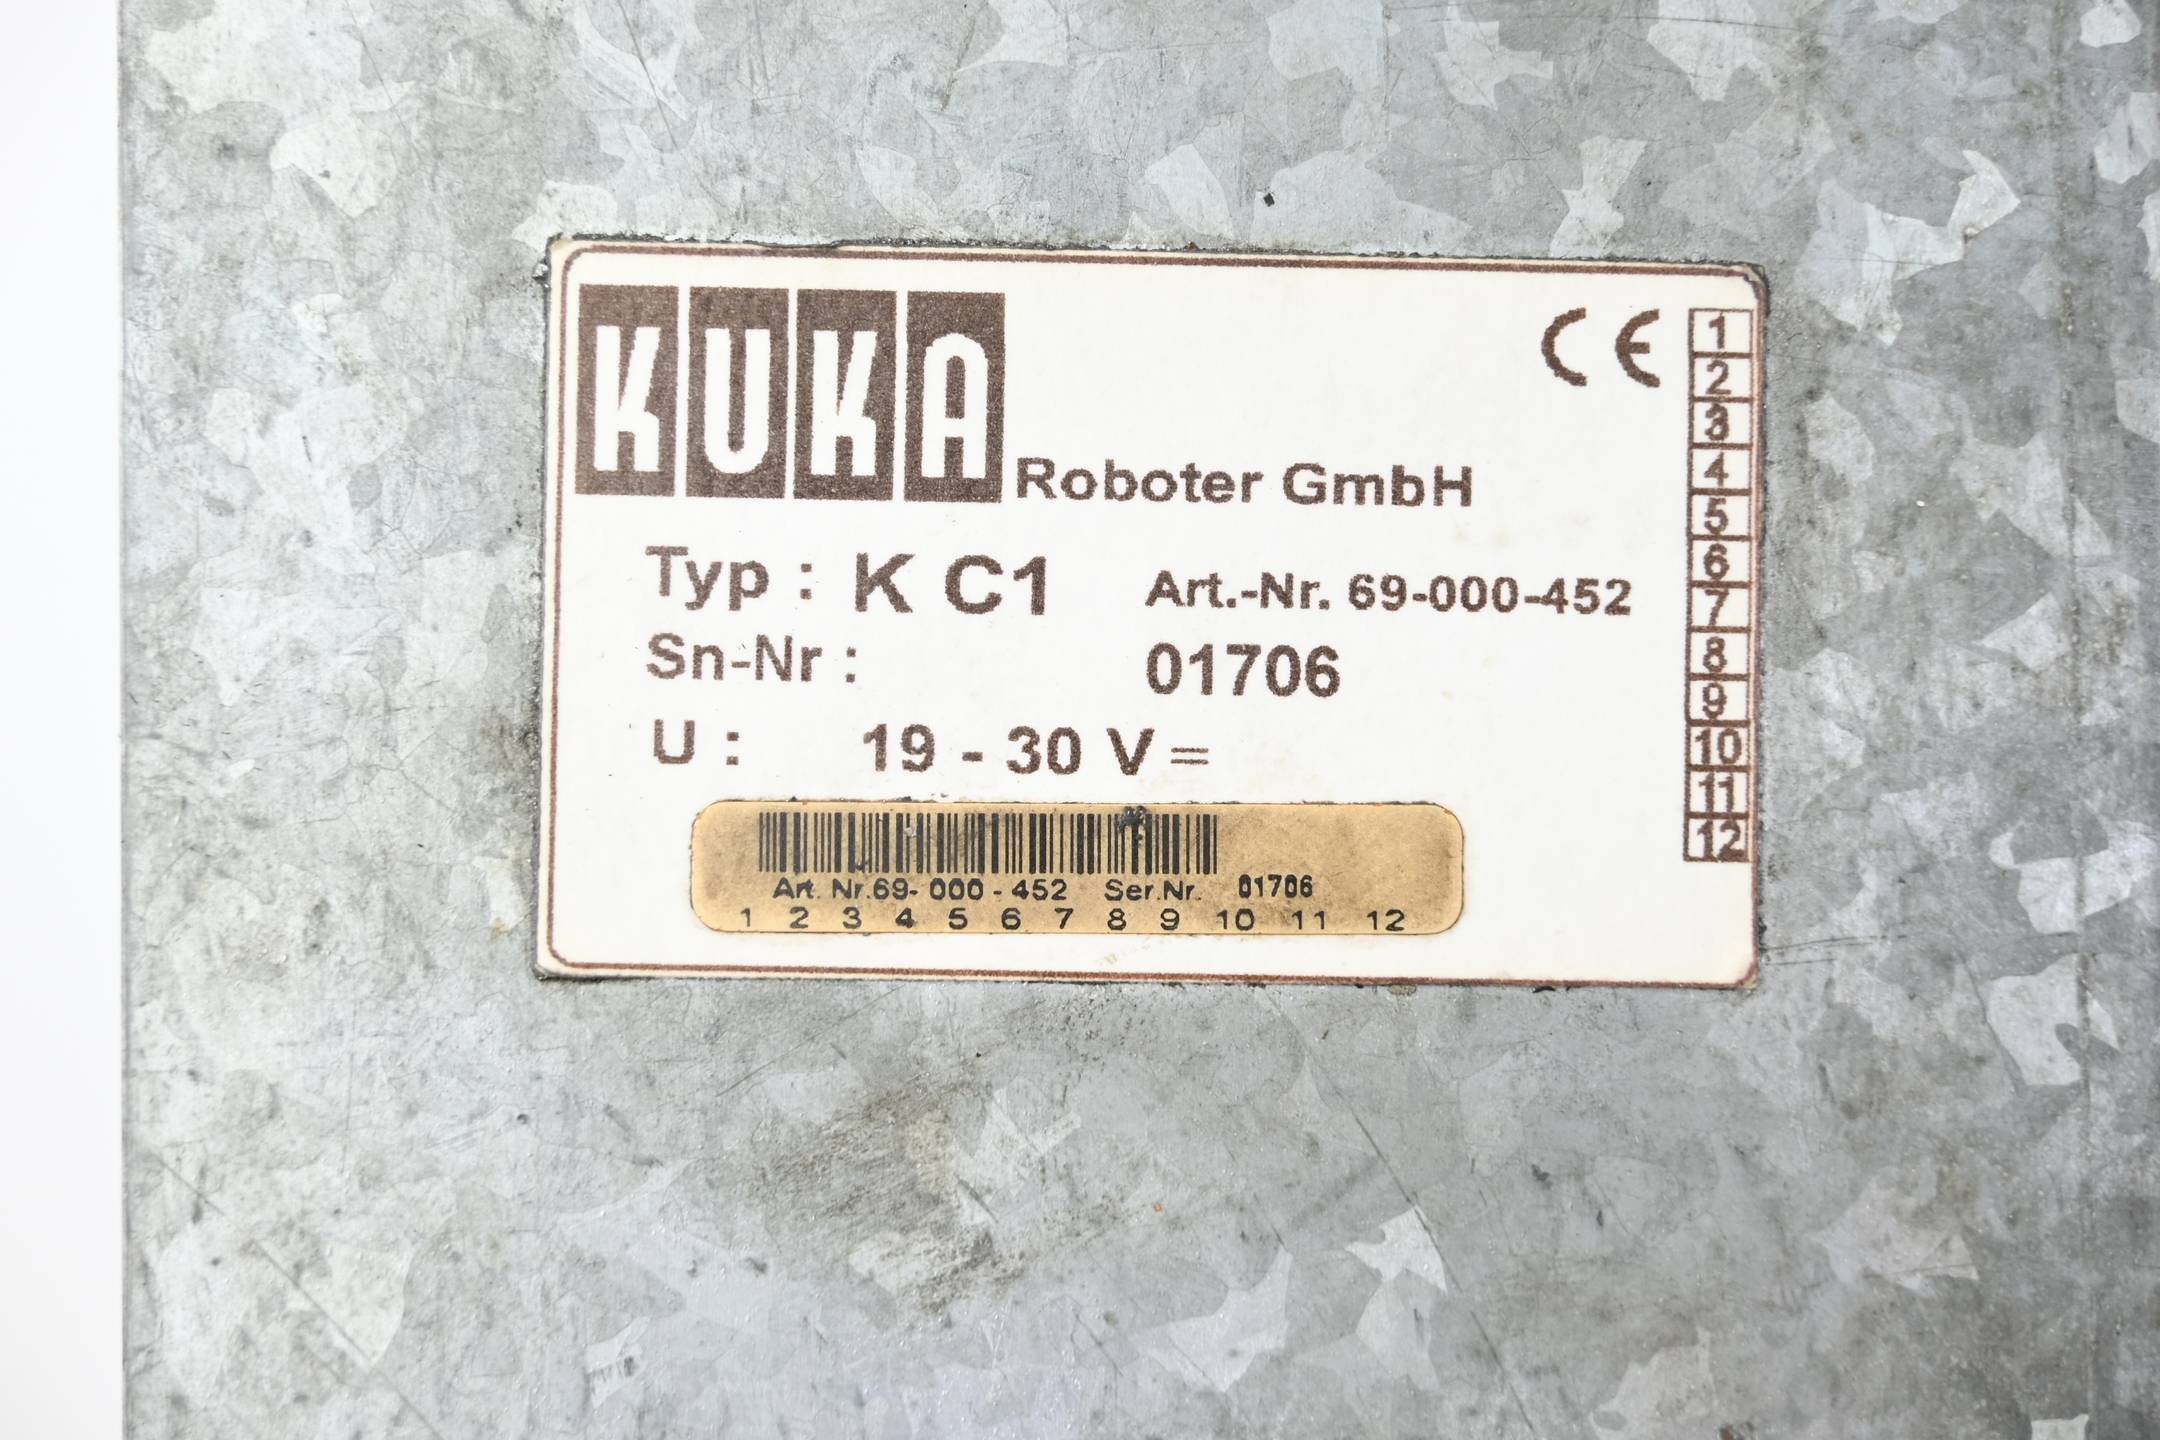 KUKA Roboter GmbH
CE
Typ : K C1 Art.-Nr. 69-000-452
Sn-Nr : 01706
U : 19 - 30 V =
Art. Nr.69- 000 - 452 Ser.Nr. 01706
1 2 3 4 5 6 7 8 9 10 11 12
1
2
3
4
5
6
7
8
9
10
11
12